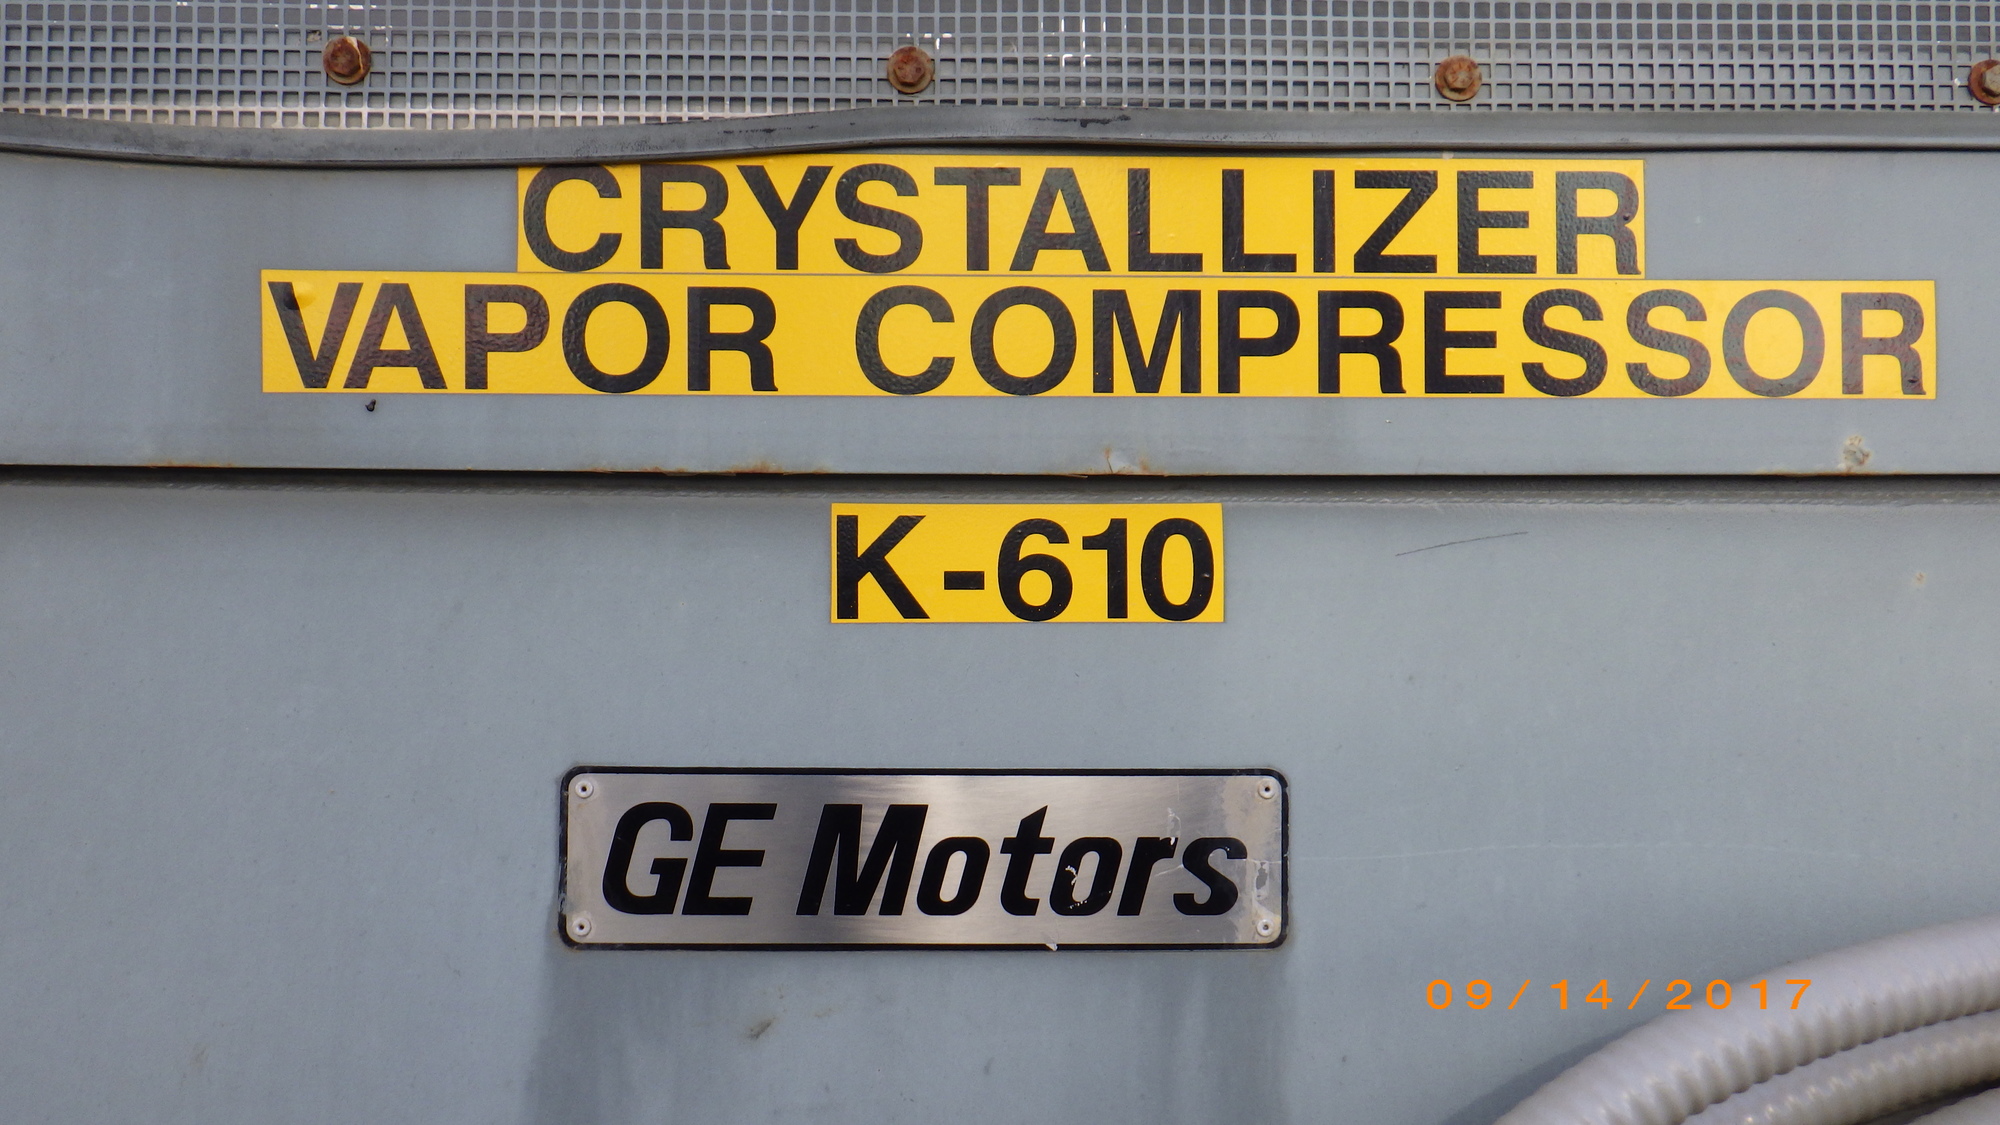 CRYSTALLIZER
VAPOR COMPRESSOR
K-610
GE Motors
09/14/2017